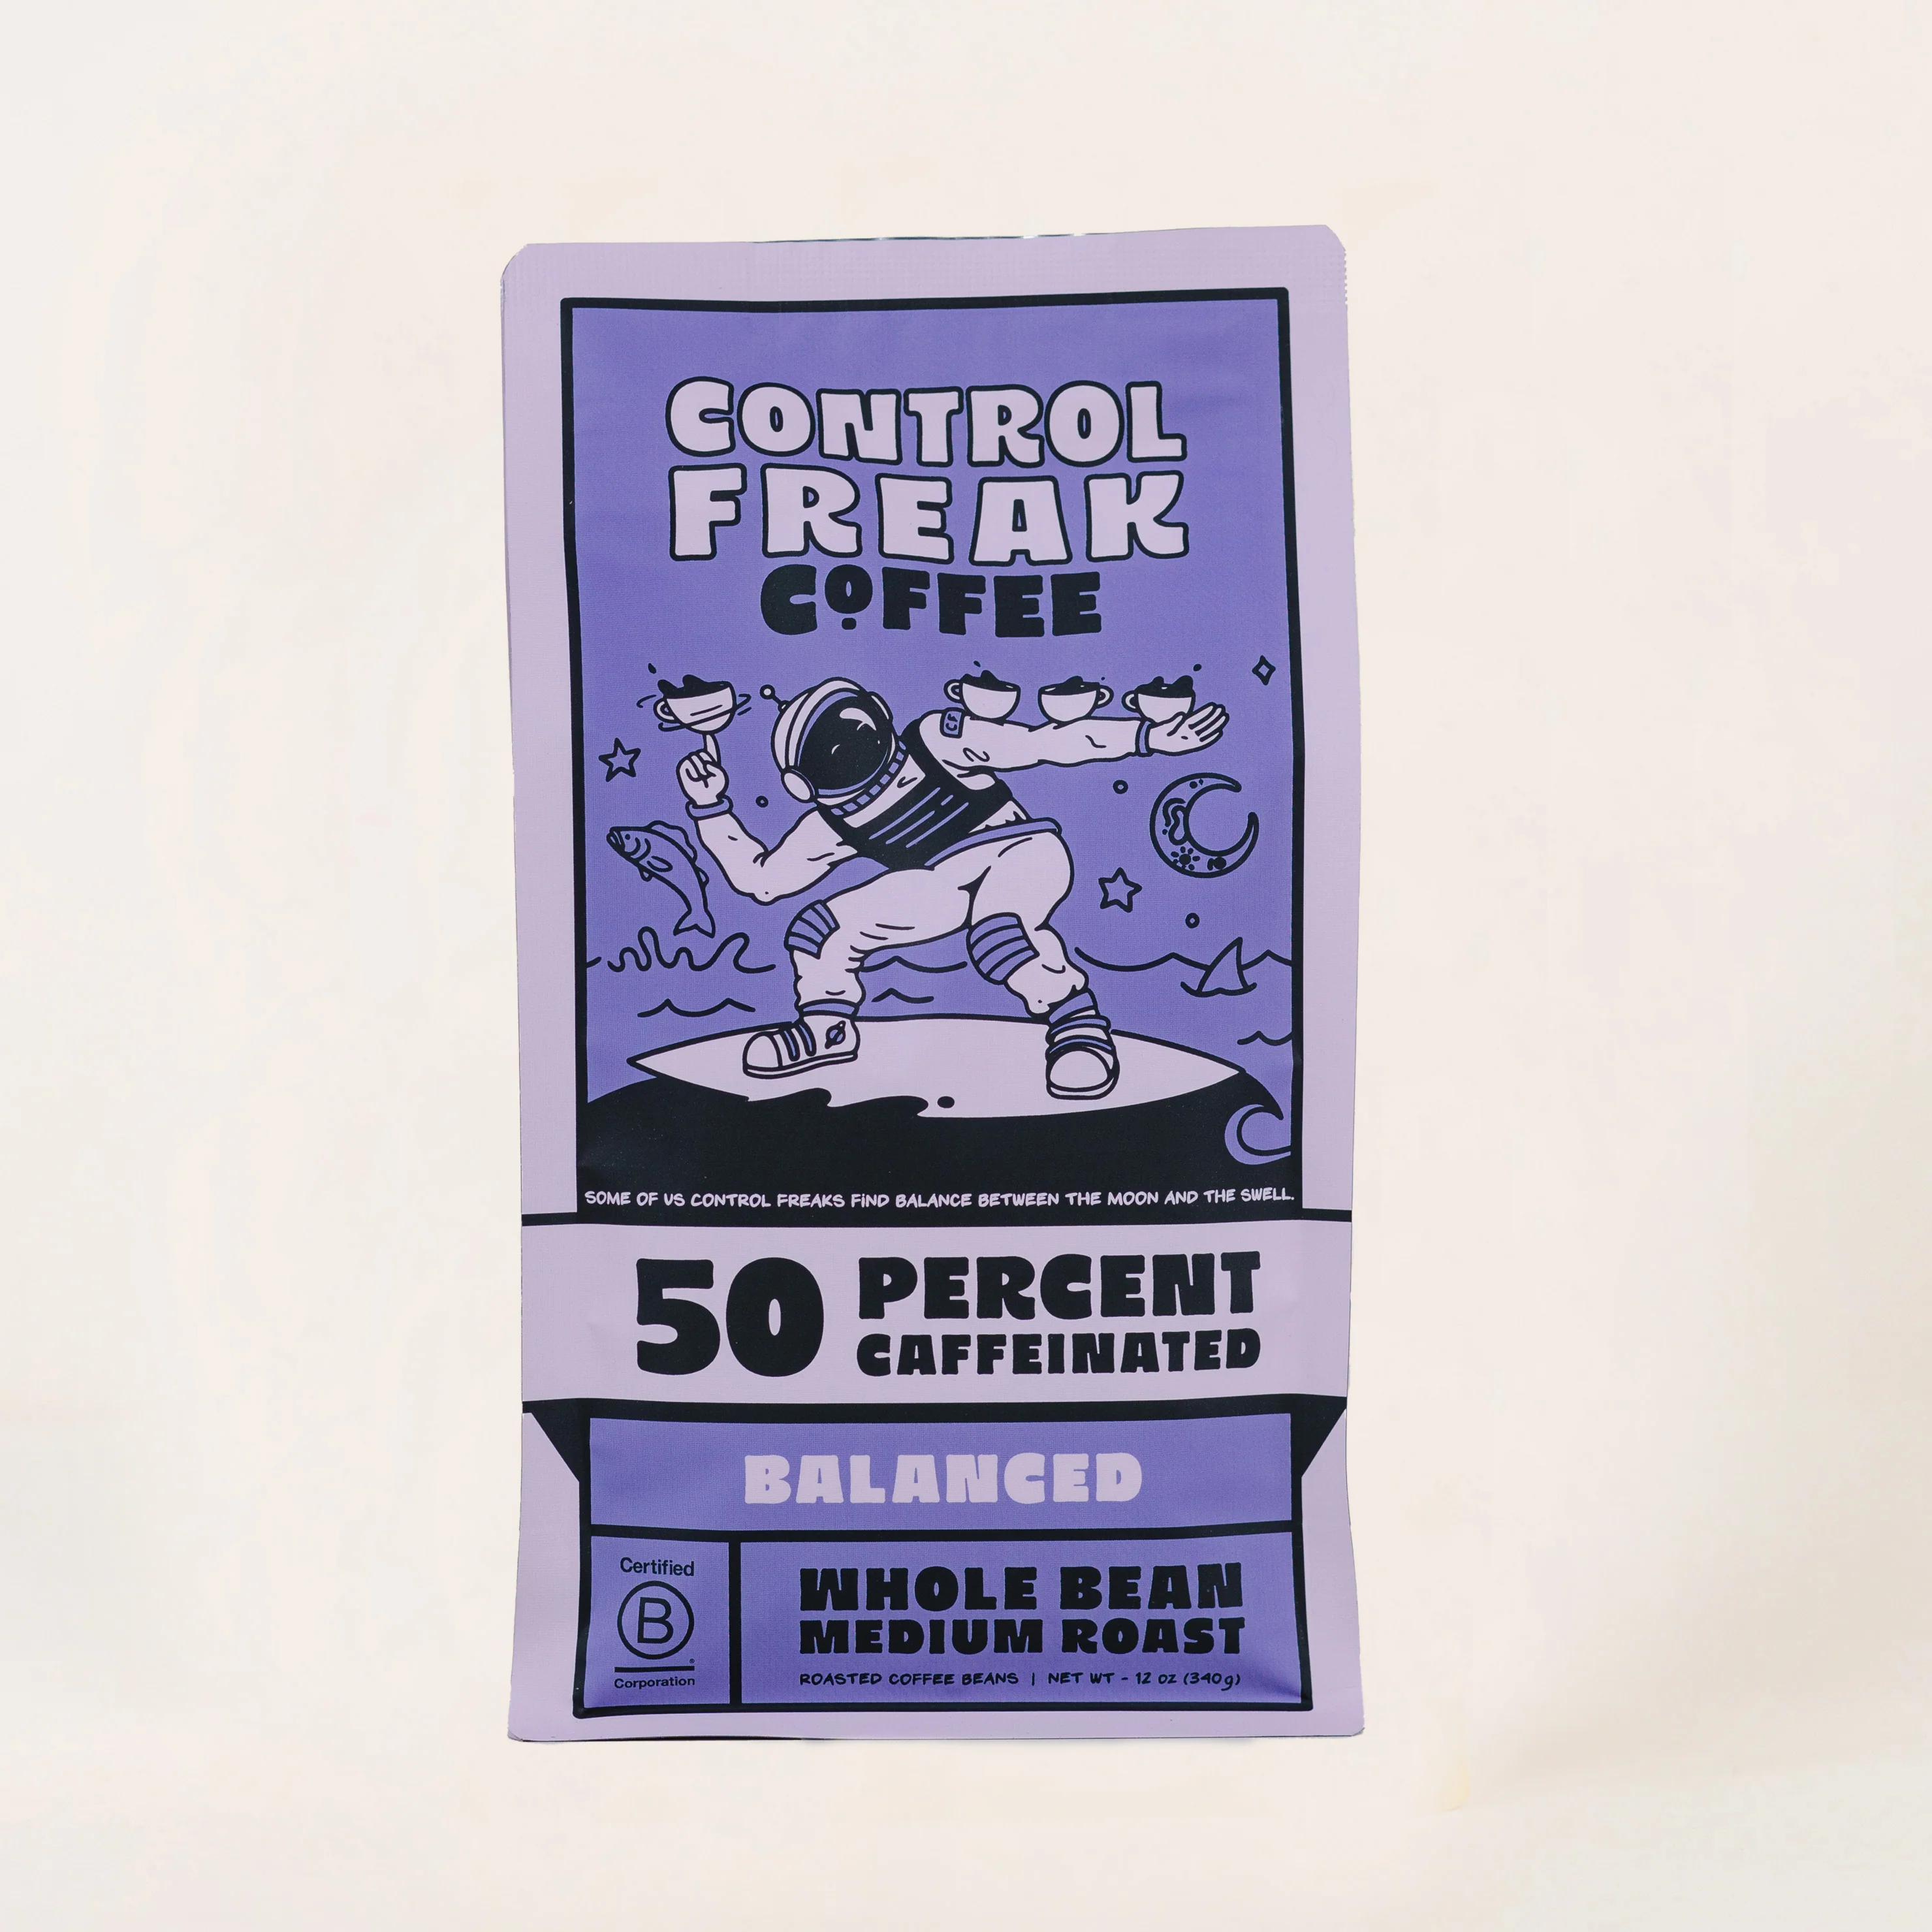 CONTROL
FREAK
COFFEE
CF
SOME OF US CONTROL FREAKS FIND BALANCE BETWEEN THE MOON AND THE SWELL.
50 PERCENT
CAFFEINATED
BALANCED
Certified
B
Corporation
WHOLE BEAN
MEDIUM ROAST
ROASTED COFFEE BEANS | NET WT - 12 oz (340g)